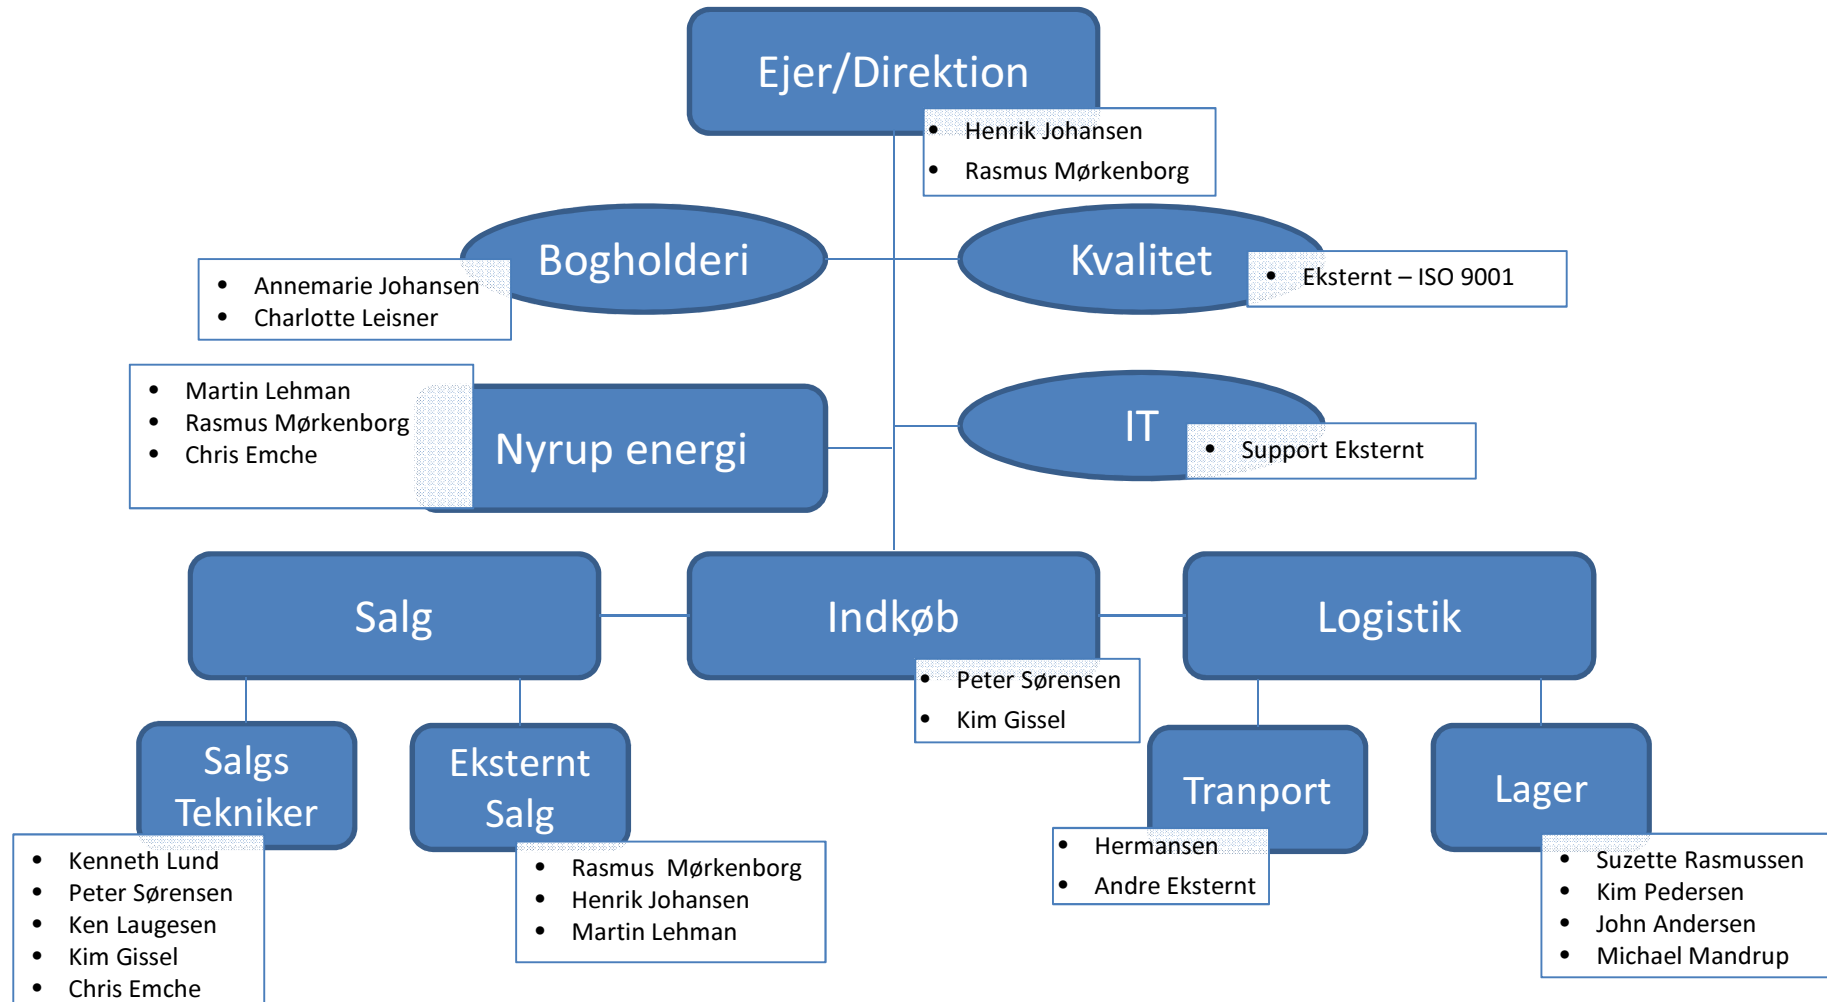 Ejer/Direktion
• Henrik Johansen
• Rasmus Mørkenborg
Bogholderi
• Annemarie Johansen
• Charlotte Leisner
Kvalitet
• Eksternt – ISO 9001
• Martin Lehman
• Rasmus Mørkenborg
• Chris Emche
Nyrup energi
IT
• Support Eksternt
Salg
Indkøb
• Peter Sørensen
• Kim Gissel
Logistik
Salgs
Tekniker
• Kenneth Lund
• Peter Sørensen
• Ken Laugesen
• Kim Gissel
• Chris Emche
Eksternt
Salg
• Rasmus Mørkenborg
• Henrik Johansen
• Martin Lehman
Tranport
• Hermansen
• Andre Eksternt
Lager
• Suzette Rasmussen
• Kim Pedersen
• John Andersen
• Michael Mandrup